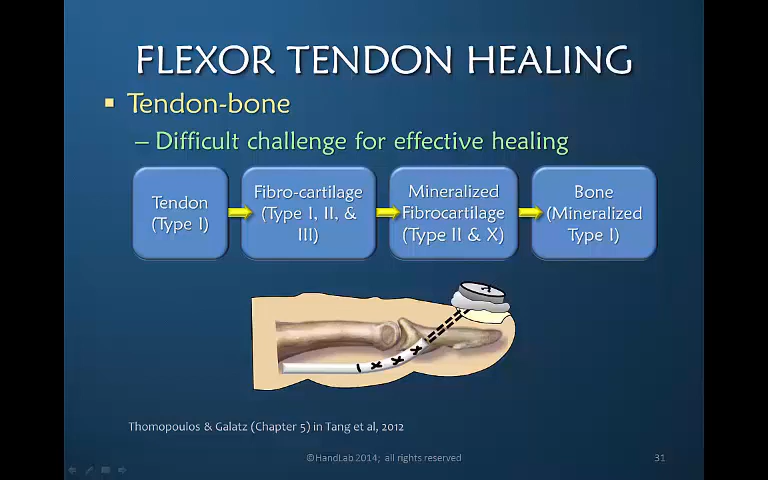 FLEXOR TENDON HEALING
▪ Tendon-bone
– Difficult challenge for effective healing
Tendon
(Type I)
Fibro-cartilage
(Type I, II, &
III)
Mineralized
Fibrocartilage
(Type II & X)
Bone
(Mineralized
Type I)
Thomopoulos & Galatz (Chapter 5) in Tang et al, 2012
©HandLab 2014; all rights reserved
31